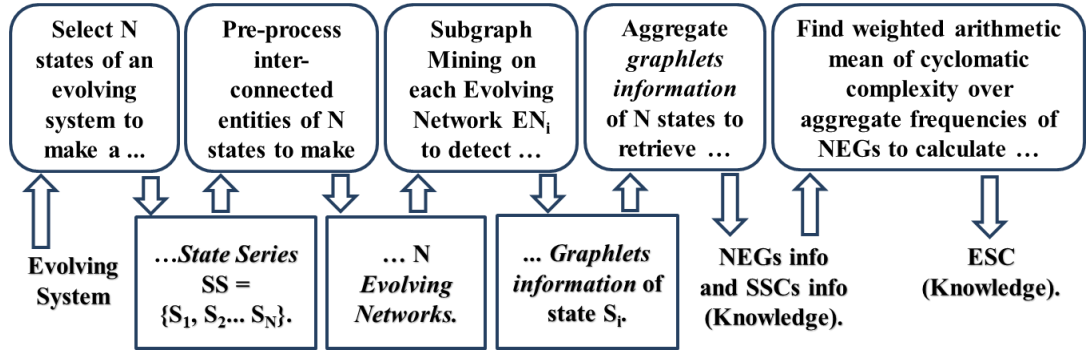 Select N
states of an
evolving
system to
make a ...
Pre-process
inter-
connected
entities of N
states to make
Subgraph
Mining on
each Evolving
Network ENi
to detect …
Aggregate
graphlets
information
of N states to
retrieve …
Find weighted arithmetic
mean of cyclomatic
complexity over
aggregate frequencies of
NEGs to calculate …
Evolving
System
…State Series
SS =
{S1, S2... SN}.
… N
Evolving
Networks.
... Graphlets
information of
state Si.
NEGs info
and SSCs info
(Knowledge).
ESC
(Knowledge).